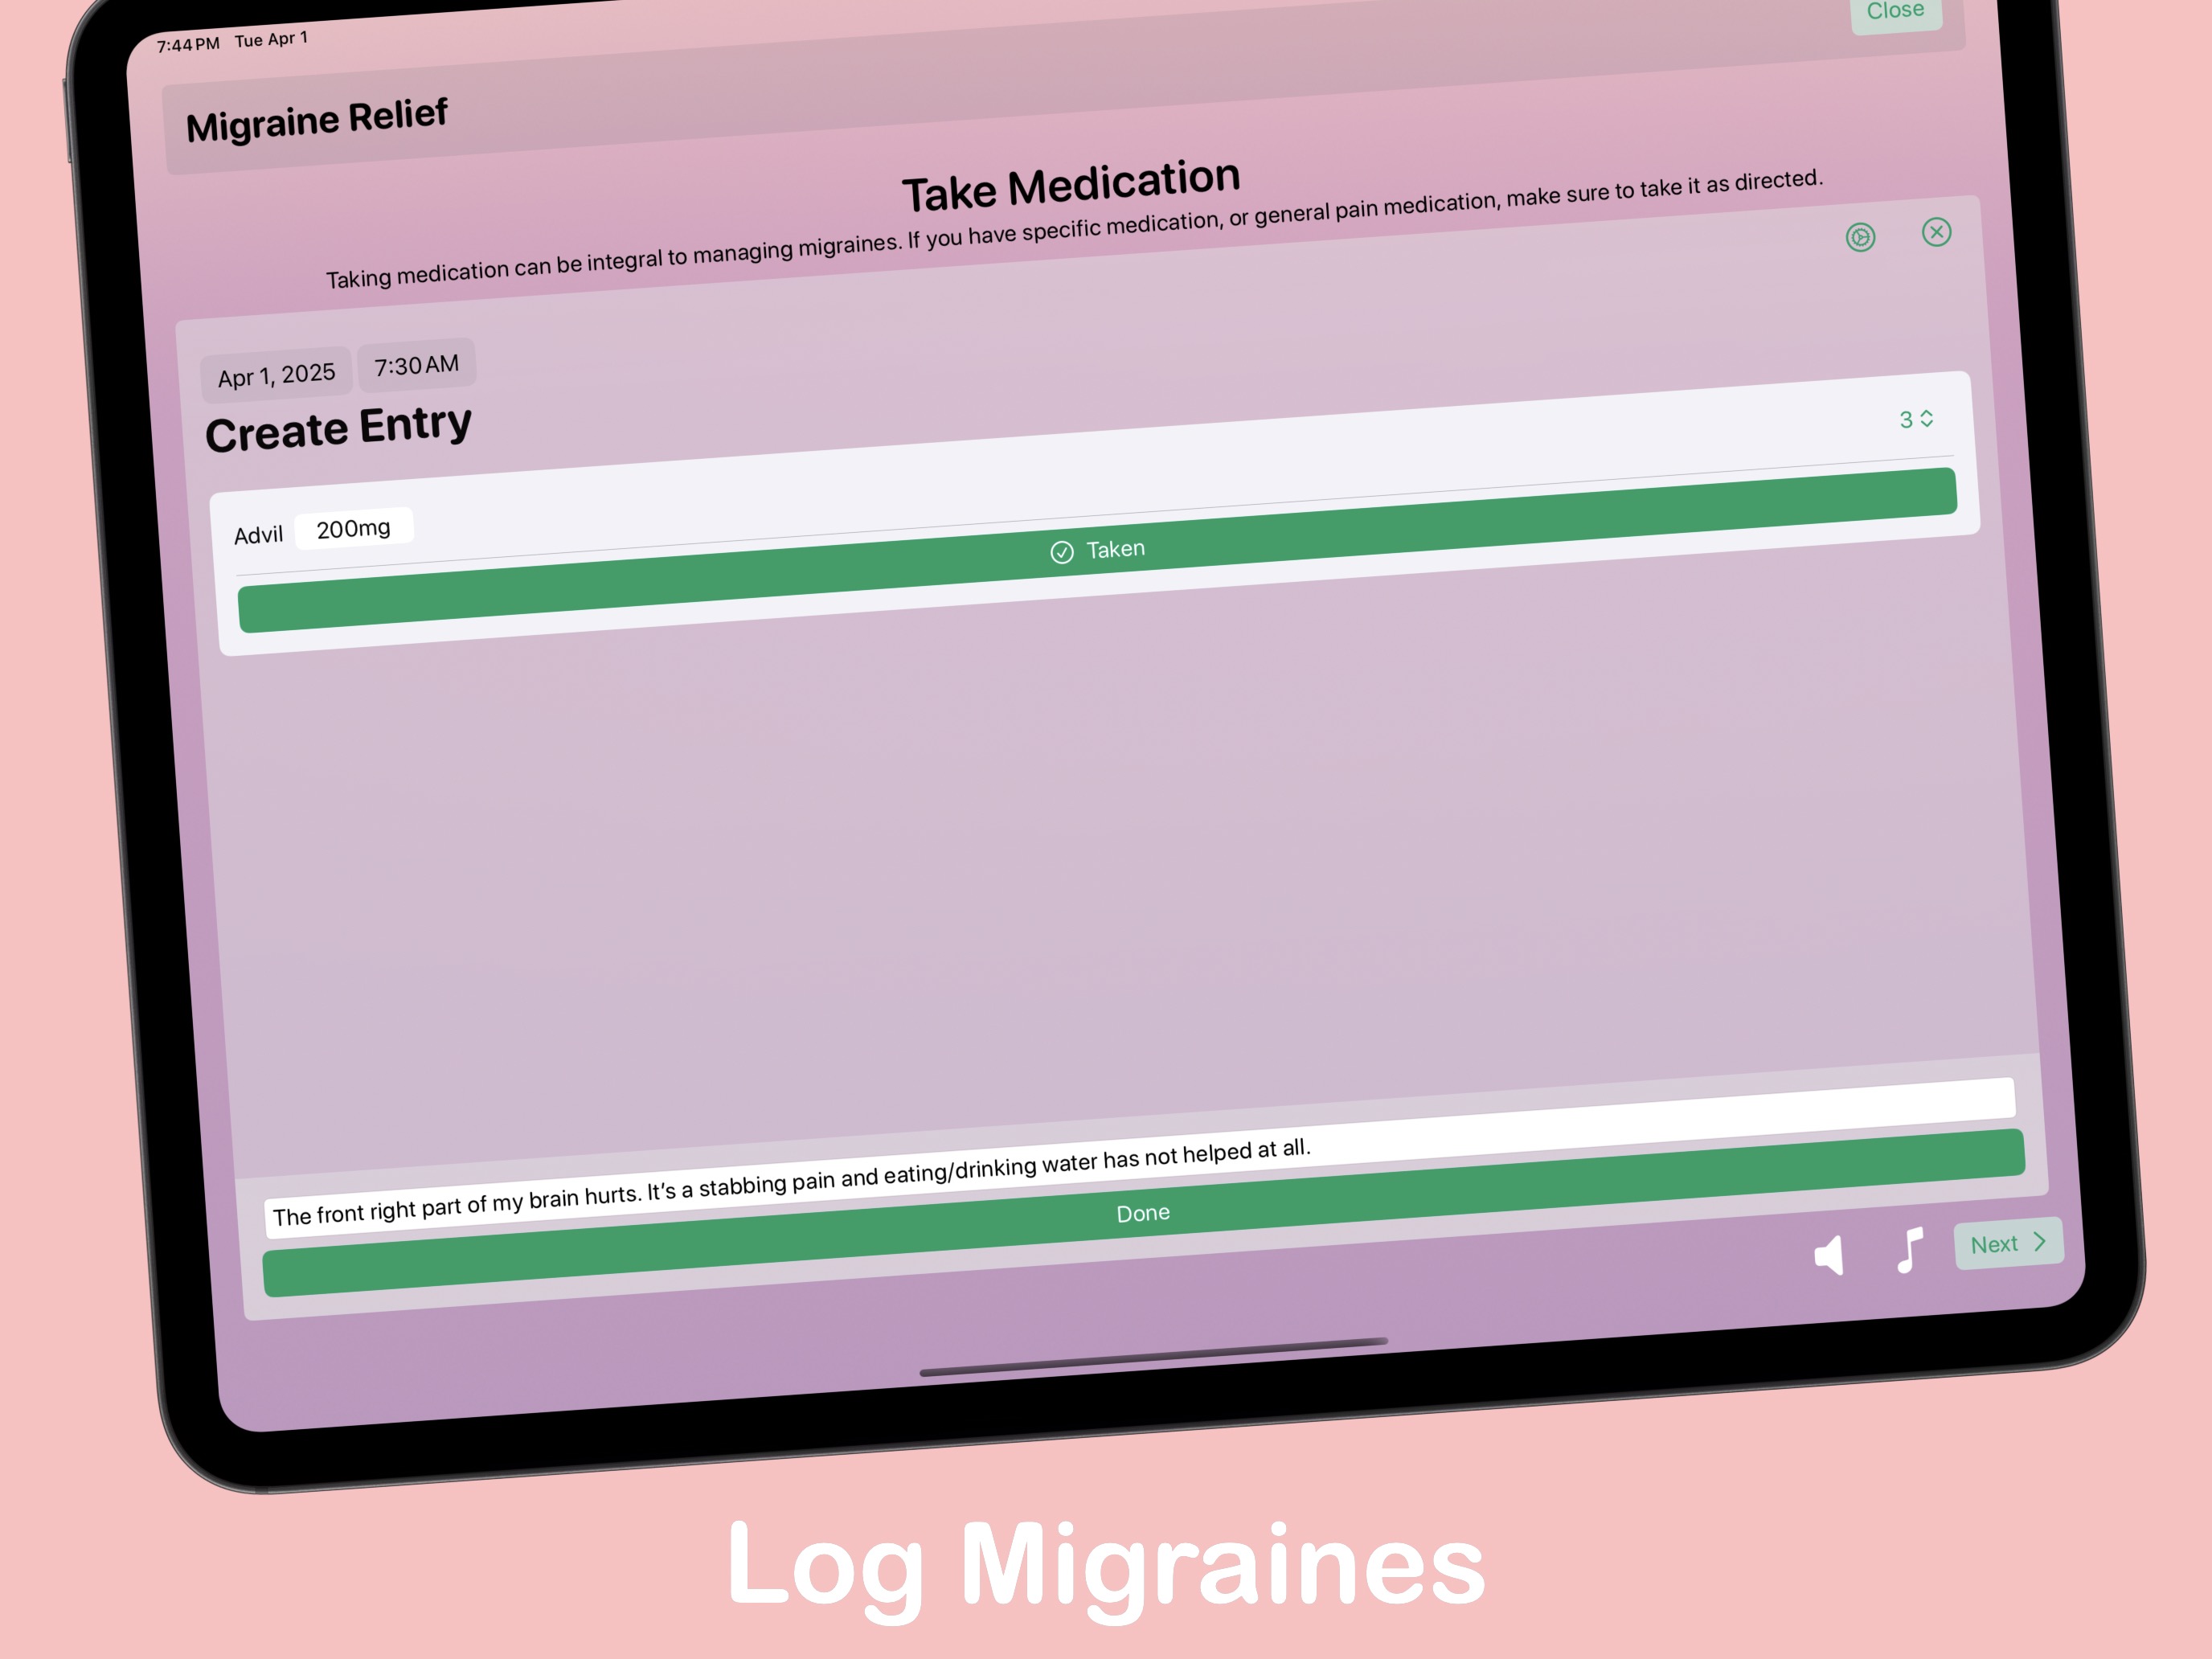 7:44 PM Tue Apr 1
Close
Migraine Relief
Take Medication
Taking medication can be integral to managing migraines. If you have specific medication, or general pain medication, make sure to take it as directed.
Apr 1, 2025 7:30 AM
Create Entry
Advil 200mg 3
Taken
The front right part of my brain hurts. It’s a stabbing pain and eating/drinking water has not helped at all.
Done
Next
Log Migraines